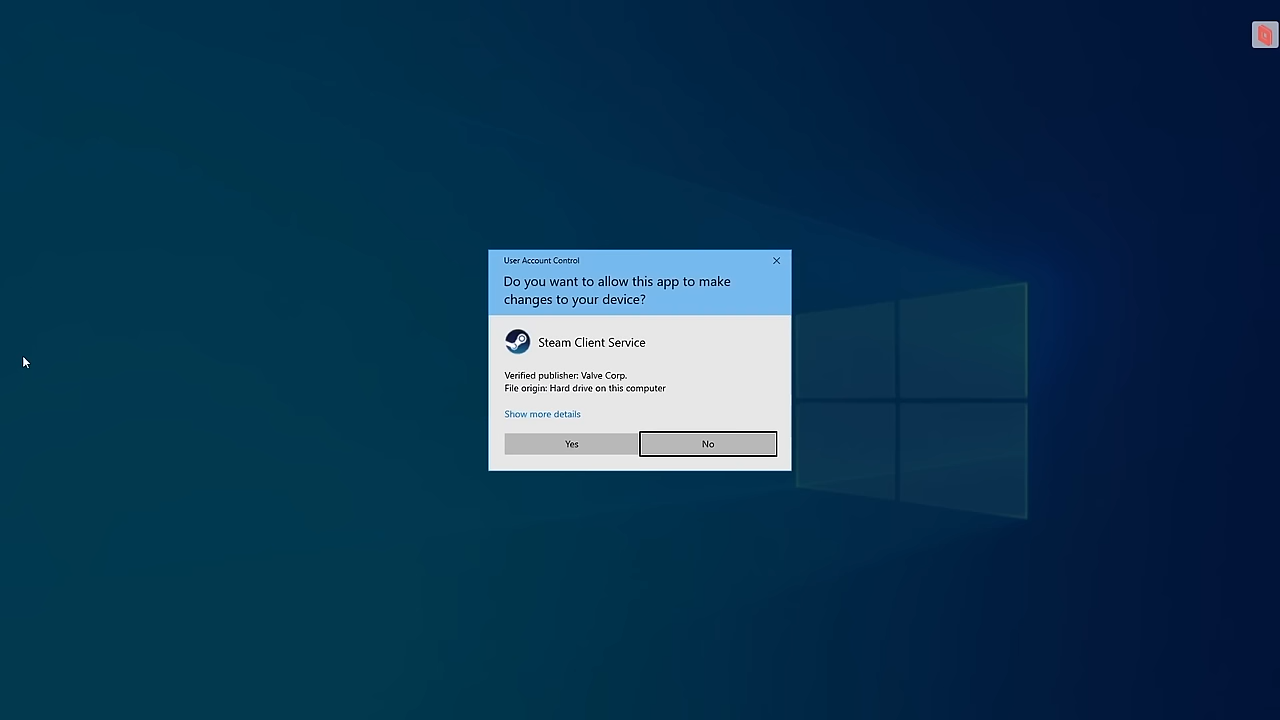 User Account Control
Do you want to allow this app to make
changes to your device?
Steam Client Service
Verified publisher: Valve Corp.
File origin: Hard drive on this computer
Show more details
Yes
No